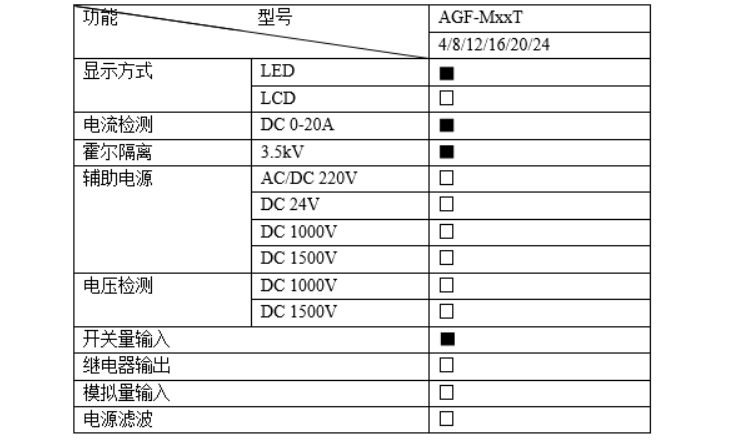 功能 型号 AGF-MxxT
4/8/12/16/20/24
显示方式 LED ■
LCD □
电流检测 DC 0-20A ■
霍尔隔离 3.5kV ■
辅助电源 AC/DC 220V □
DC 24V □
DC 1000V □
DC 1500V □
电压检测 DC 1000V □
DC 1500V □
开关量输入 ■
继电器输出 □
模拟量输入 □
电源滤波 □